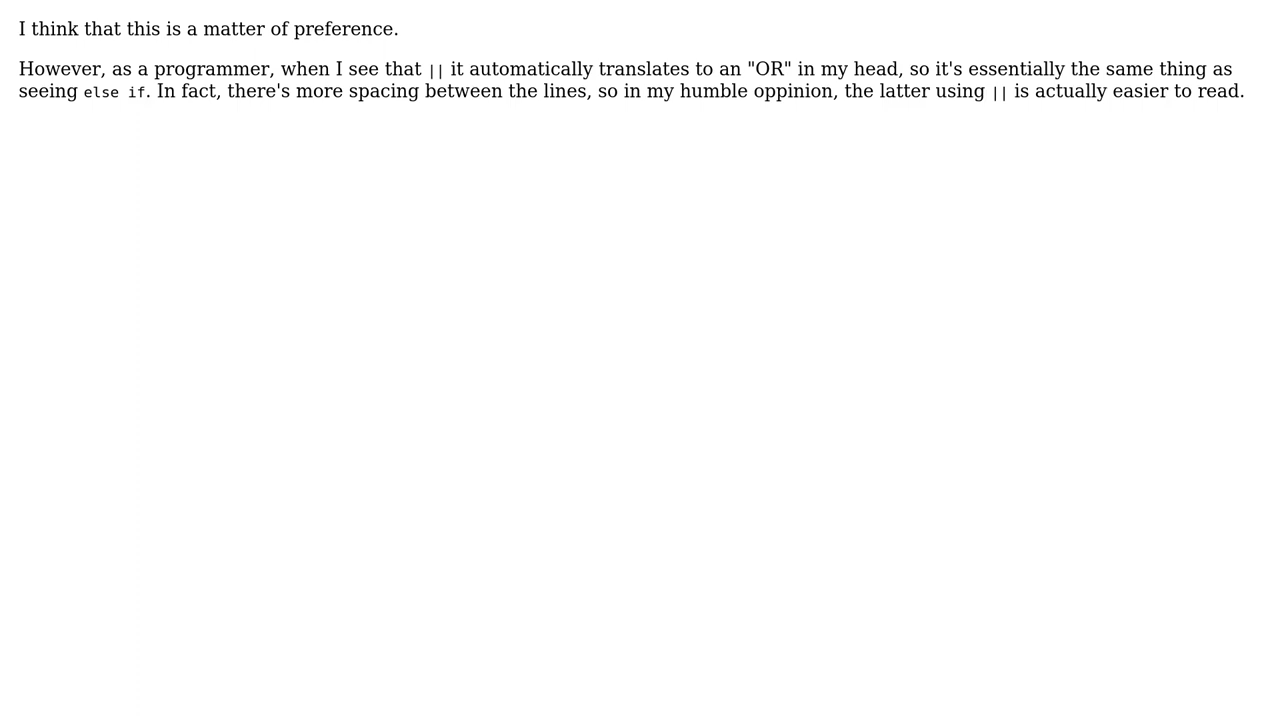 I think that this is a matter of preference.
However, as a programmer, when I see that || it automatically translates to an "OR" in my head, so it's essentially the same thing as
seeing else if. In fact, there's more spacing between the lines, so in my humble oppinion, the latter using || is actually easier to read.